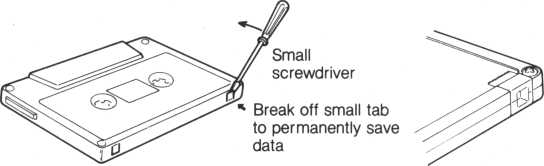 Small
screwdriver
Break off small tab
to permanently save
data